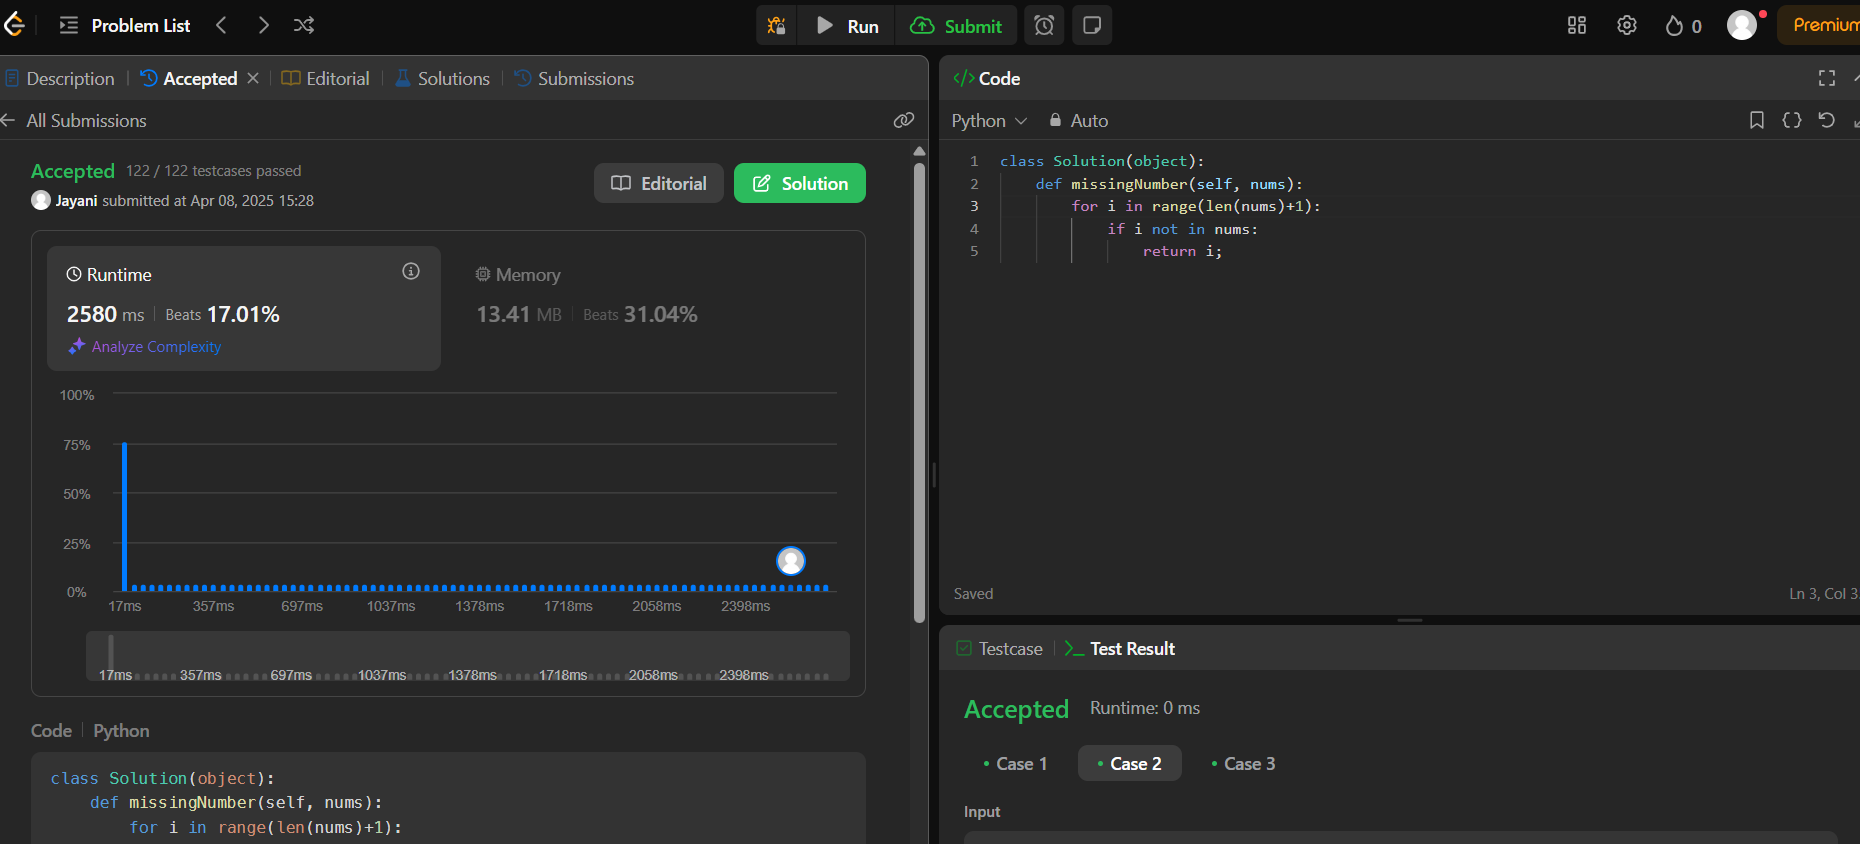 Problem List
Run
Submit
0
Premium
Description
Accepted
Editorial
Solutions
Submissions
All Submissions
Accepted 122 / 122 testcases passed
Jayani submitted at Apr 08, 2025 15:28
Editorial
Solution
Runtime
2580 ms Beats 17.01%
Analyze Complexity
Memory
13.41 MB Beats 31.04%
100%
75%
50%
25%
0%
17ms 357ms 697ms 1037ms 1378ms 1718ms 2058ms 2398ms
17ms 357ms 697ms 1037ms 1378ms 1718ms 2058ms 2398ms
Code Python
class Solution(object):
def missingNumber(self, nums):
for i in range(len(nums)+1):
</> Code
Python Auto
1 class Solution(object):
2 def missingNumber(self, nums):
3 for i in range(len(nums)+1):
4 if i not in nums:
5 return i;
Saved
Ln 3, Col 3
Testcase
Test Result
Accepted Runtime: 0 ms
• Case 1
• Case 2
• Case 3
Input